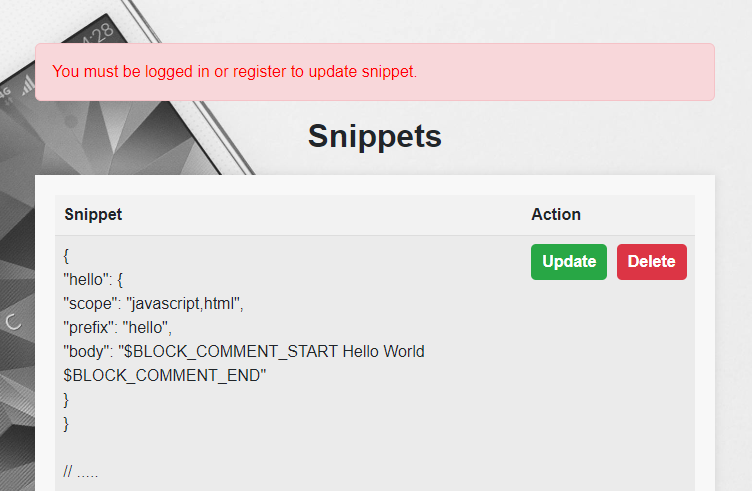 4:28
4G
You must be logged in or register to update snippet.
Snippets
Snippet
Action
{
Update
Delete
"hello": {
"scope": "javascript,html",
"prefix": "hello",
"body": "$BLOCK_COMMENT_START Hello World
$BLOCK_COMMENT_END"
}
}
// .....